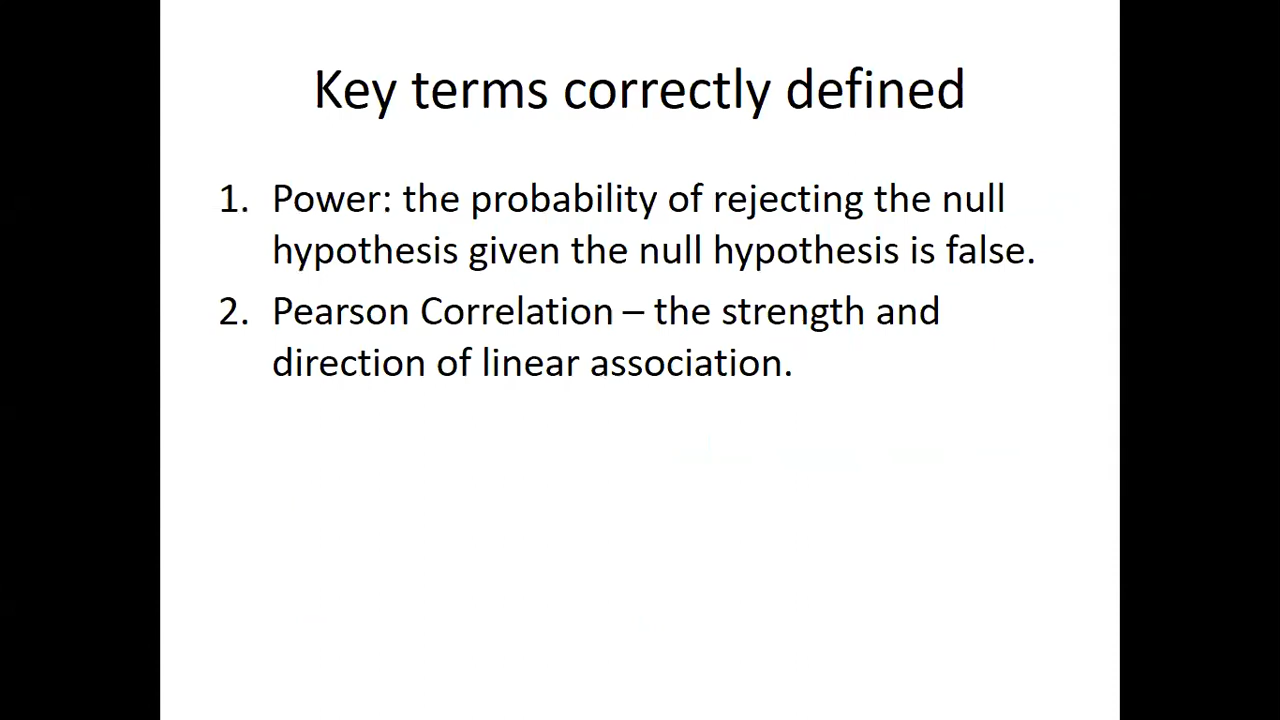 Key terms correctly defined
1. Power: the probability of rejecting the null
hypothesis given the null hypothesis is false.
2. Pearson Correlation – the strength and
direction of linear association.